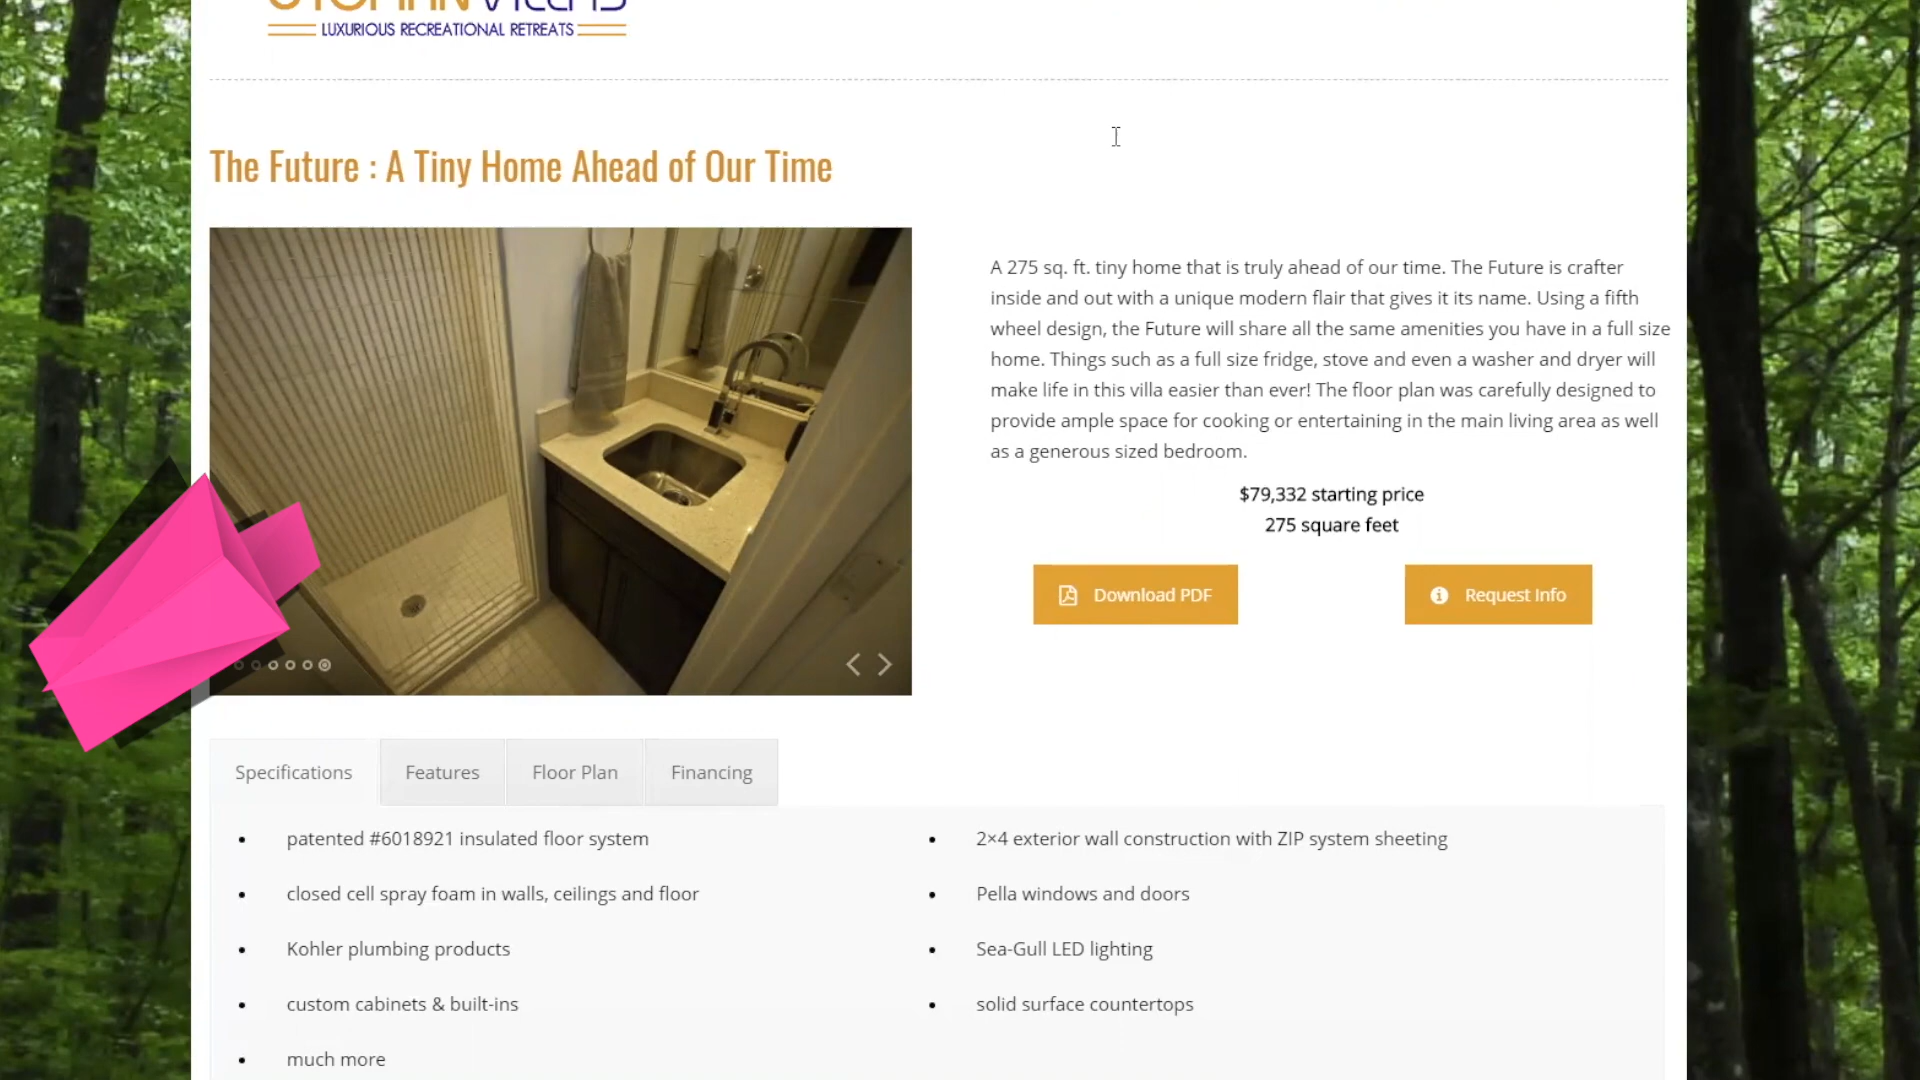 LUXURIOUS RECREATIONAL RETREATS
The Future : A Tiny Home Ahead of Our Time
A 275 sq. ft. tiny home that is truly ahead of our time. The Future is crafter
inside and out with a unique modern flair that gives it its name. Using a fifth
wheel design, the Future will share all the same amenities you have in a full size
home. Things such as a full size fridge, stove and even a washer and dryer will
make life in this villa easier than ever! The floor plan was carefully designed to
provide ample space for cooking or entertaining in the main living area as well
as a generous sized bedroom.
$79,332 starting price
275 square feet
Download PDF
Request Info
Specifications
Features
Floor Plan
Financing
patented #6018921 insulated floor system
closed cell spray foam in walls, ceilings and floor
Kohler plumbing products
custom cabinets & built-ins
much more
2×4 exterior wall construction with ZIP system sheeting
Pella windows and doors
Sea-Gull LED lighting
solid surface countertops